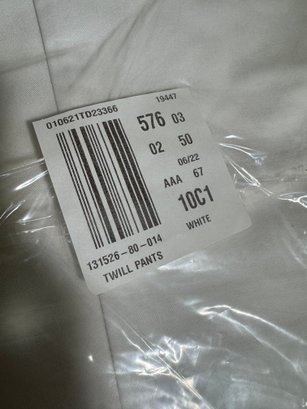 010621TD23366 19447
576 03
02 50
06/22
AAA 67
10C1
WHITE
131526-80-014
TWILL PANTS